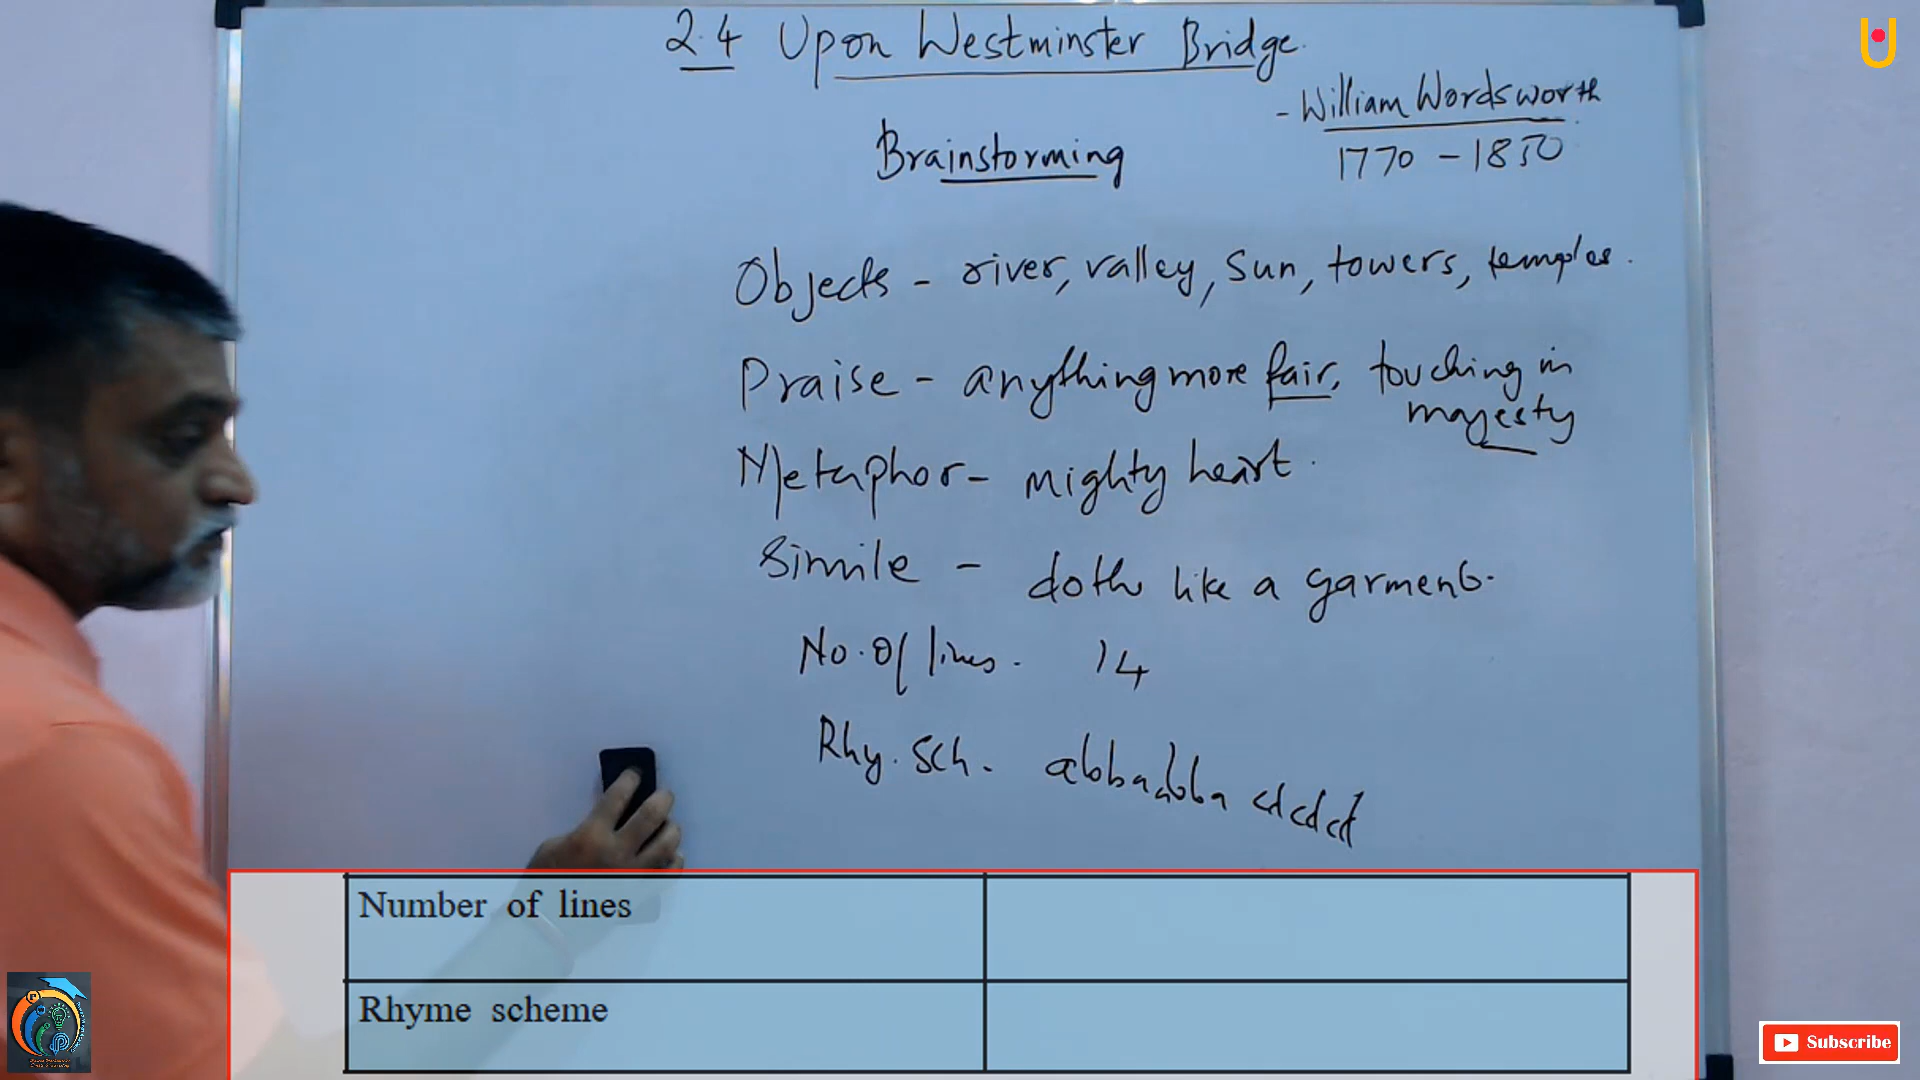 2.4 Upon Westminster Bridge.
- William Wordsworth
1770 - 1850
Brainstorming
Objects - river, valley, sun, towers, temples.
Praise - anything more fair, touching in
majesty
Metaphor - mighty heart.
Simile - doth like a garment.
No. of lines. 14
Rhy. Sch. abbaabba cdcdcd
Number of lines
Rhyme scheme
Subscribe